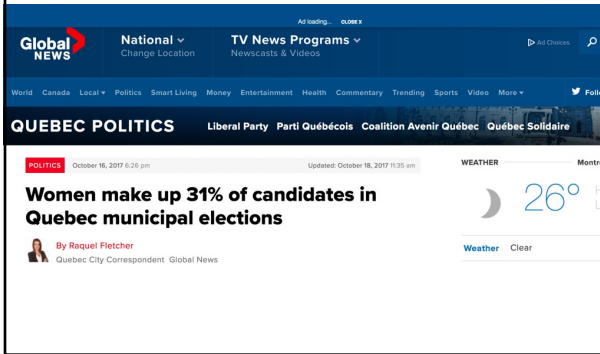 Ad loading... CLOSE X
Global NEWS
National
Change Location
TV News Programs
Newscasts & Videos
Ad Choices
World Canada Local Politics Smart Living Money Entertainment Health Commentary Trending Sports Video More
QUEBEC POLITICS Liberal Party Parti Québécois Coalition Avenir Québec Québec Solidaire
POLITICS October 16, 2017 6:26 pm Updated: October 18, 2017 11:35 am
Women make up 31% of candidates in
Quebec municipal elections
By Raquel Fletcher
Quebec City Correspondent Global News
WEATHER
26°
Weather Clear